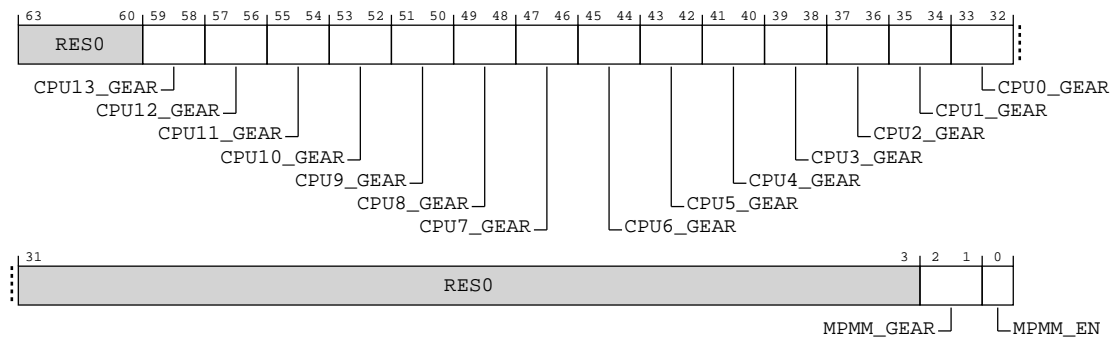 63 60 59 58 57 56 55 54 53 52 51 50 49 48 47 46 45 44 43 42 41 40 39 38 37 36 35 34 33 32
RES0
CPU13_GEAR CPU0_GEAR
CPU12_GEAR CPU1_GEAR
CPU11_GEAR CPU2_GEAR
CPU10_GEAR CPU3_GEAR
CPU9_GEAR CPU4_GEAR
CPU8_GEAR CPU5_GEAR
CPU7_GEAR CPU6_GEAR
31 3 2 1 0
RES0
MPMM_GEAR MPMM_EN